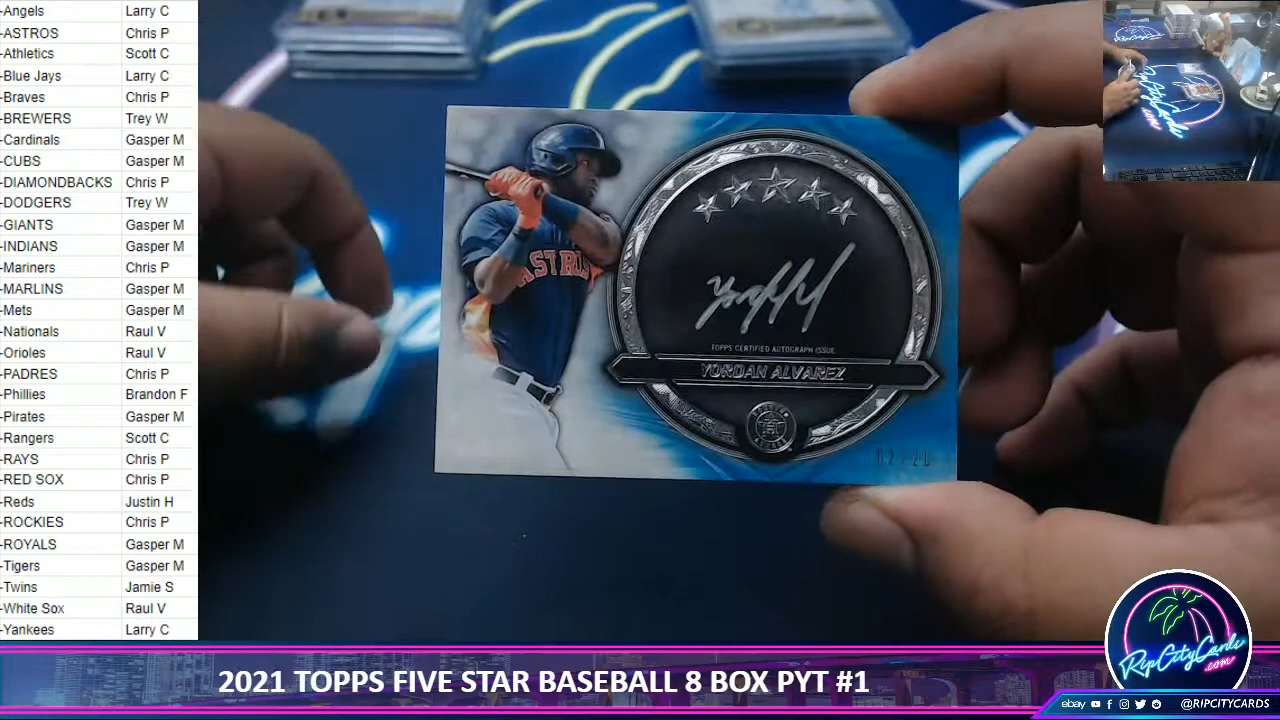 -Angels Larry C
-ASTROS Chris P
-Athletics Scott C
-Blue Jays Larry C
-Braves Chris P
-BREWERS Trey W
-Cardinals Gasper M
-CUBS Gasper M
-DIAMONDBACKS Chris P
-DODGERS Trey W
-GIANTS Gasper M
-INDIANS Gasper M
-Mariners Chris P
-MARLINS Gasper M
-Mets Gasper M
-Nationals Raul V
-Orioles Raul V
-PADRES Chris P
-Phillies Brandon F
-Pirates Gasper M
-Rangers Scott C
-RAYS Chris P
-RED SOX Chris P
-Reds Justin H
-ROCKIES Chris P
-ROYALS Gasper M
-Tigers Gasper M
-Twins Jamie S
-White Sox Raul V
-Yankees Larry C
ASTROS
TOPPS CERTIFIED AUTOGRAPH ISSUE
YORDAN ALVAREZ
02/20
RipCityCards
.com
2021 TOPPS FIVE STAR BASEBALL 8 BOX PYT #1
ebay @RIPCITYCARDS